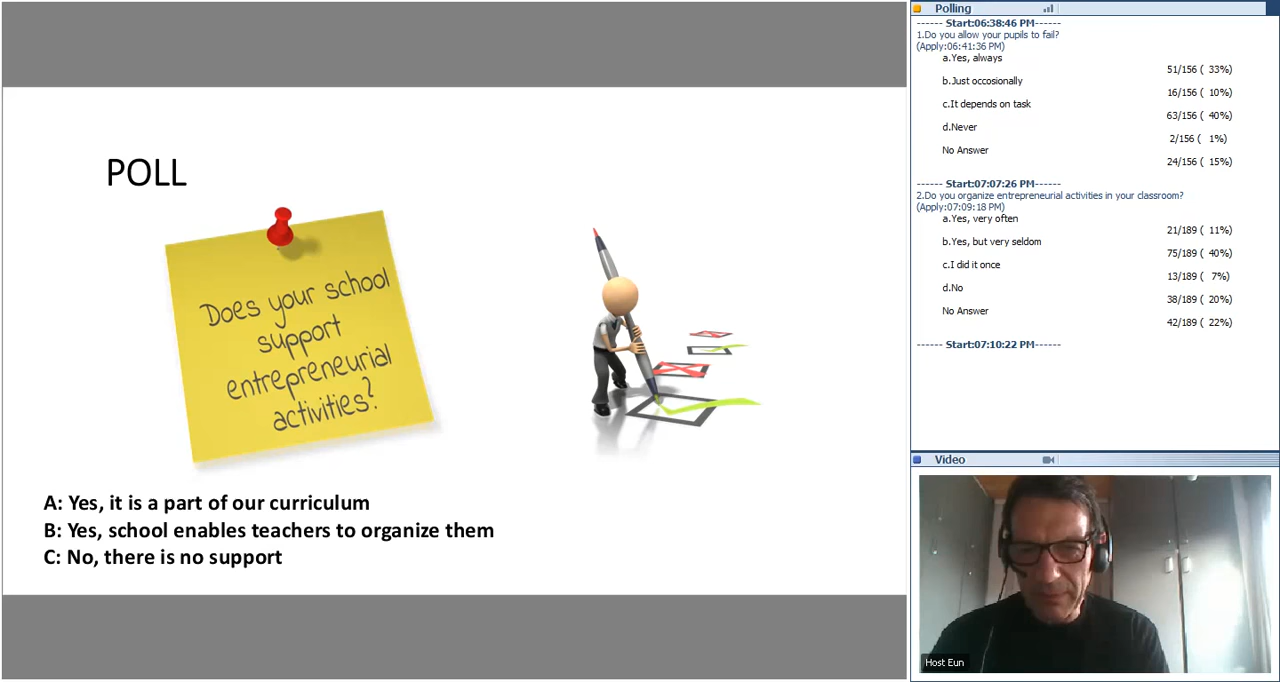 POLL
Does your school
support
entrepreneurial
activities?
A: Yes, it is a part of our curriculum
B: Yes, school enables teachers to organize them
C: No, there is no support
Polling
------ Start:06:38:46 PM------
1.Do you allow your pupils to fail?
(Apply:06:41:36 PM)
a.Yes, always
51/156 ( 33%)
b.Just occosionally
16/156 ( 10%)
c.It depends on task
63/156 ( 40%)
d.Never
2/156 (  1%)
No Answer
24/156 ( 15%)
------ Start:07:07:26 PM------
2.Do you organize entrepreneurial activities in your classroom?
(Apply:07:09:18 PM)
a.Yes, very often
21/189 ( 11%)
b.Yes, but very seldom
75/189 ( 40%)
c.I did it once
13/189 (  7%)
d.No
38/189 ( 20%)
No Answer
42/189 ( 22%)
------ Start:07:10:22 PM------
Video
Host Eun